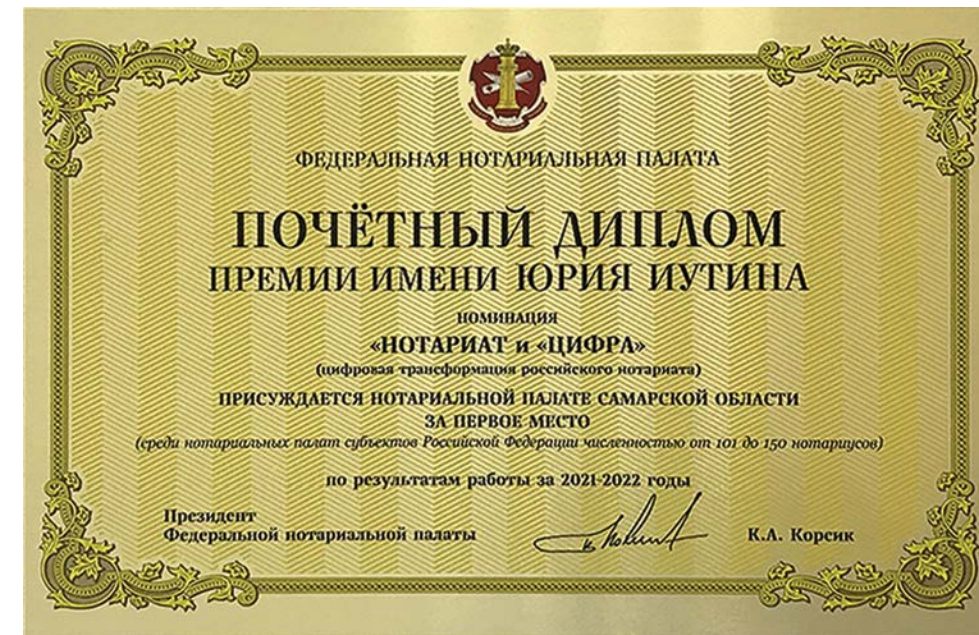 ФЕДЕРАЛЬНАЯ НОТАРИАЛЬНАЯ ПАЛАТА
ПОЧЁТНЫЙ ДИПЛОМ
ПРЕМИИ ИМЕНИ ЮРИЯ ИУТИНА
НОМИНАЦИЯ
«НОТАРИАТ и «ЦИФРА»
(цифровая трансформация российского нотариата)
ПРИСУЖДАЕТСЯ НОТАРИАЛЬНОЙ ПАЛАТЕ САМАРСКОЙ ОБЛАСТИ
ЗА ПЕРВОЕ МЕСТО
(среди нотариальных палат субъектов Российской Федерации численностью от 101 до 150 нотариусов)
по результатам работы за 2021-2022 годы
Президент
Федеральной нотариальной палаты
К.А. Корсик